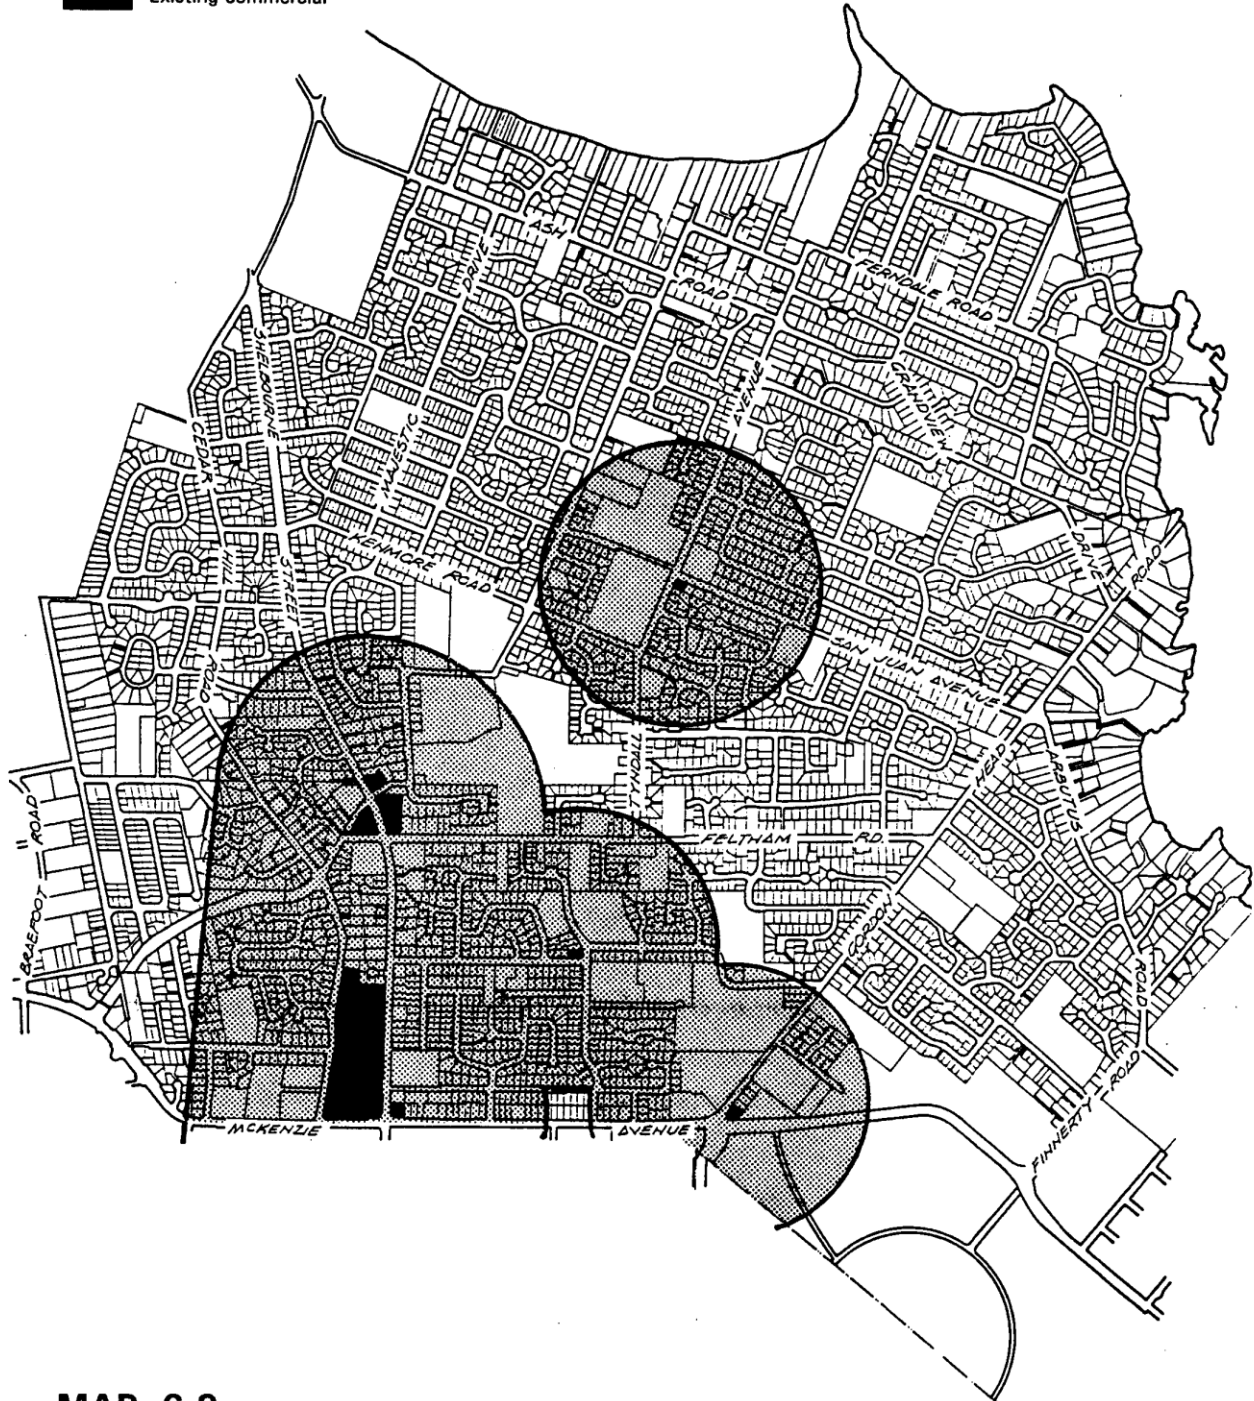 Existing commercial
ASH
ROAD
DRIVE
FERNDALE ROAD
SHELBOURNE
STREET
CEDAR
HILL
ROAD
MAJESTIC
AVENUE
GRANDVIEW
DRIVE
KENMORE ROAD
ROAD
SAN JUAN AVENUE
HEAD
ARBUTUS
ROAD
TYNDALL
FELTHAM RD.
BRAEFOOT ROAD
GORDON
MCKENZIE AVENUE
FINNERTY ROAD